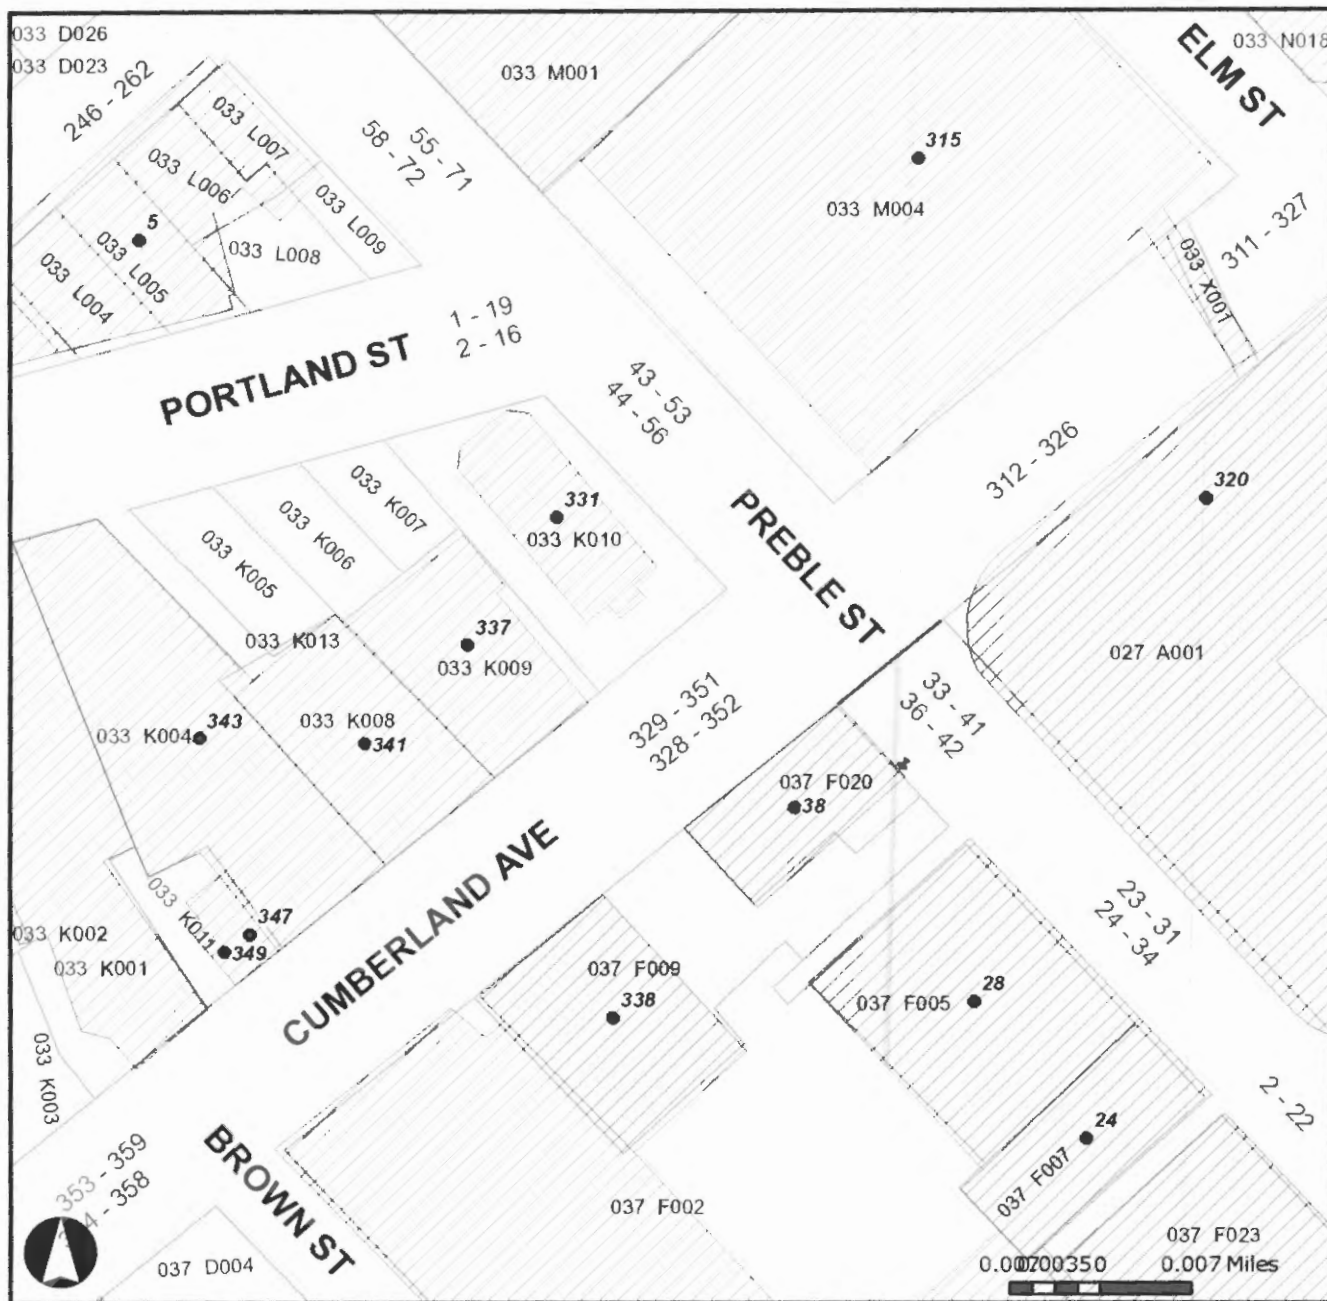 033 D026
033 D023
246 - 262
033 M001
ELM ST
033 N018
033 L007
55 - 71
58 - 72
315
033 L006
033 L009
033 M004
5
033 L008
311 - 327
033 L005
033 X001
033 L004
1 - 19
2 - 16
PORTLAND ST
43 - 53
44 - 56
312 - 326
320
033 K007
331
033 K006
033 K010
PREBLE ST
033 K005
337
033 K013
033 K009
027 A001
33 - 41
36 - 42
329 - 351
328 - 352
033 K008
343
033 K004
341
037 F020
38
CUMBERLAND AVE
033 K011
23 - 31
24 - 34
347
033 K002
349
033 K001
037 F009
28
037 F005
338
033 K003
2 - 22
24
BROWN ST
353 - 359
358
037 F007
037 F002
037 F023
037 D004
0.007 Miles